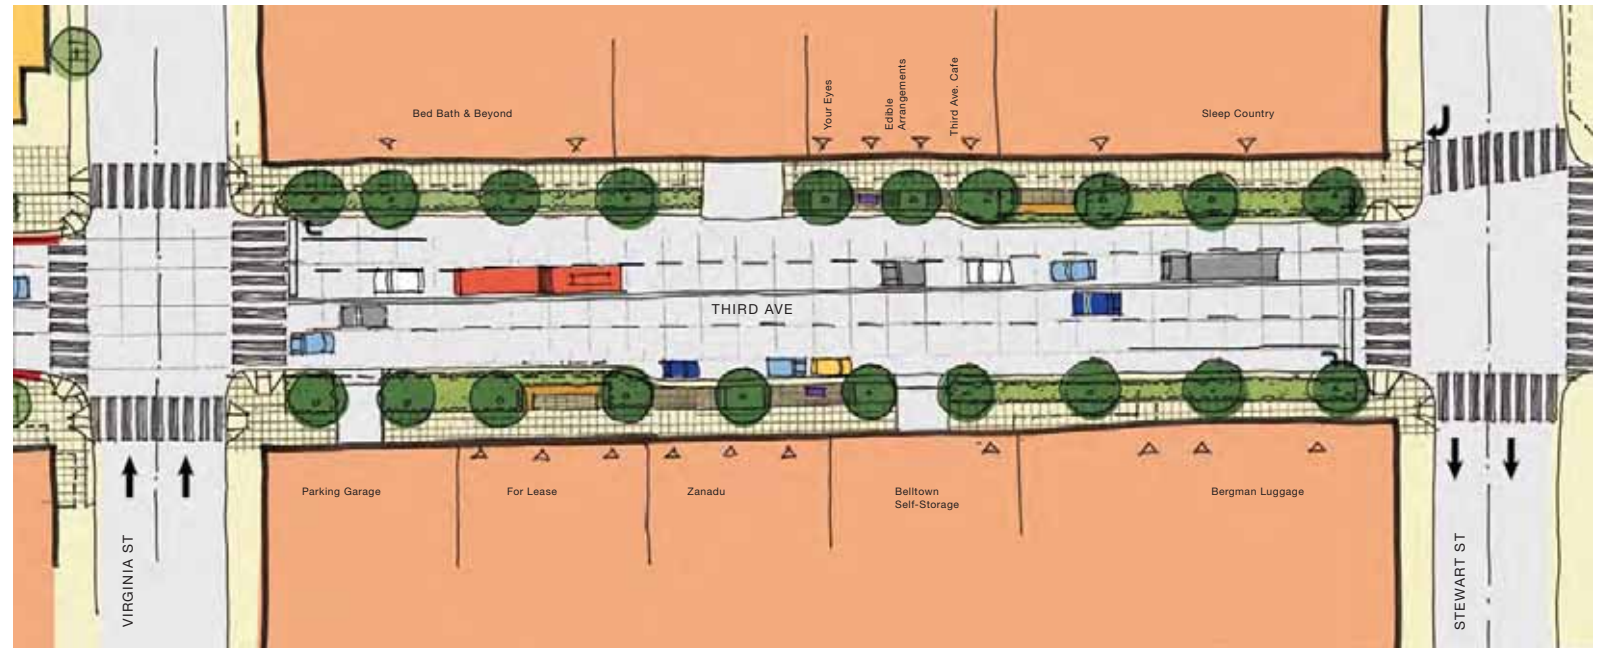 Bed Bath & Beyond
Your Eyes
Edible
Arrangements
Third Ave. Cafe
Sleep Country
THIRD AVE
Parking Garage
For Lease
Zanadu
Belltown
Self-Storage
Bergman Luggage
VIRGINIA ST
STEWART ST